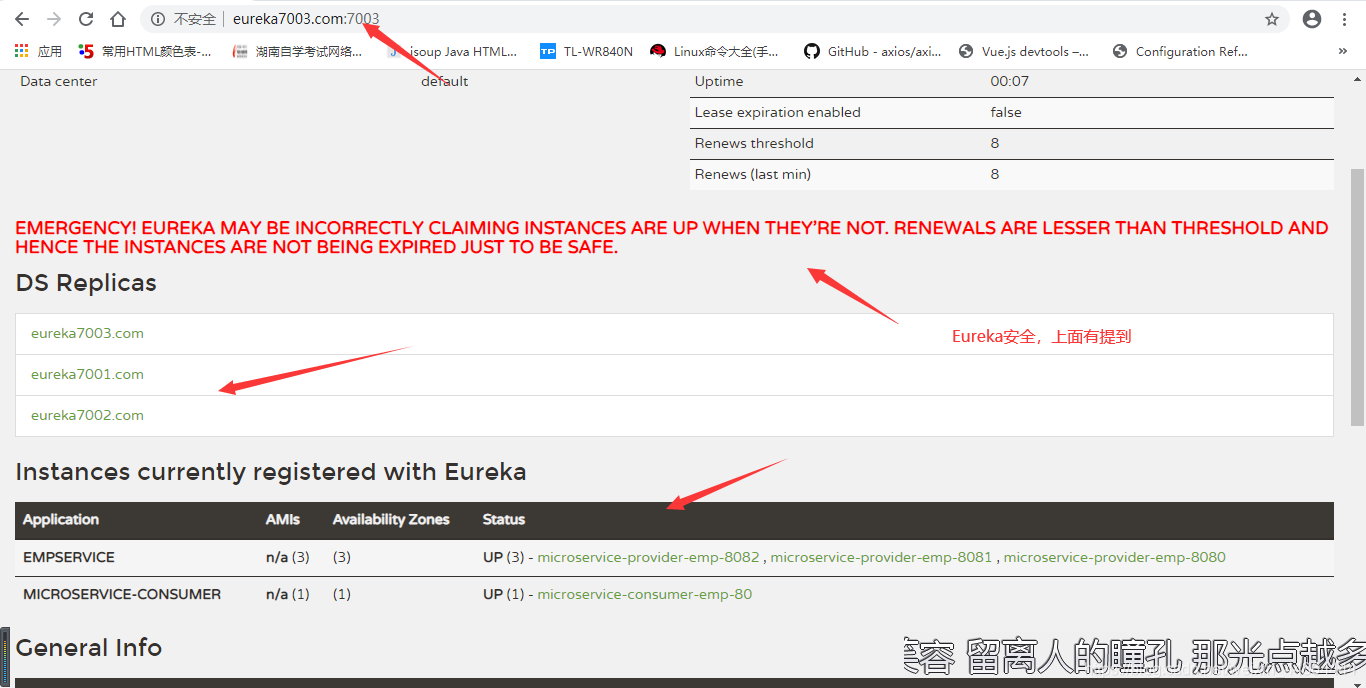 不安全 | eureka7003.com:7003
应用 常用HTML颜色表-... 湖南自学考试网络... jsoup Java HTML... TL-WR840N Linux命令大全(手... GitHub - axios/axi... Vue.js devtools –... Configuration Ref... »
Data center default
Uptime 00:07
Lease expiration enabled false
Renews threshold 8
Renews (last min) 8
EMERGENCY! EUREKA MAY BE INCORRECTLY CLAIMING INSTANCES ARE UP WHEN THEY'RE NOT. RENEWALS ARE LESSER THAN THRESHOLD AND
HENCE THE INSTANCES ARE NOT BEING EXPIRED JUST TO BE SAFE.
DS Replicas
eureka7003.com
Eureka安全，上面有提到
eureka7001.com
eureka7002.com
Instances currently registered with Eureka
Application AMIs Availability Zones Status
EMPSERVICE n/a (3) (3) UP (3) - microservice-provider-emp-8082 , microservice-provider-emp-8081 , microservice-provider-emp-8080
MICROSERVICE-CONSUMER n/a (1) (1) UP (1) - microservice-consumer-emp-80
General Info
容 留离人的瞳孔 那光点越多